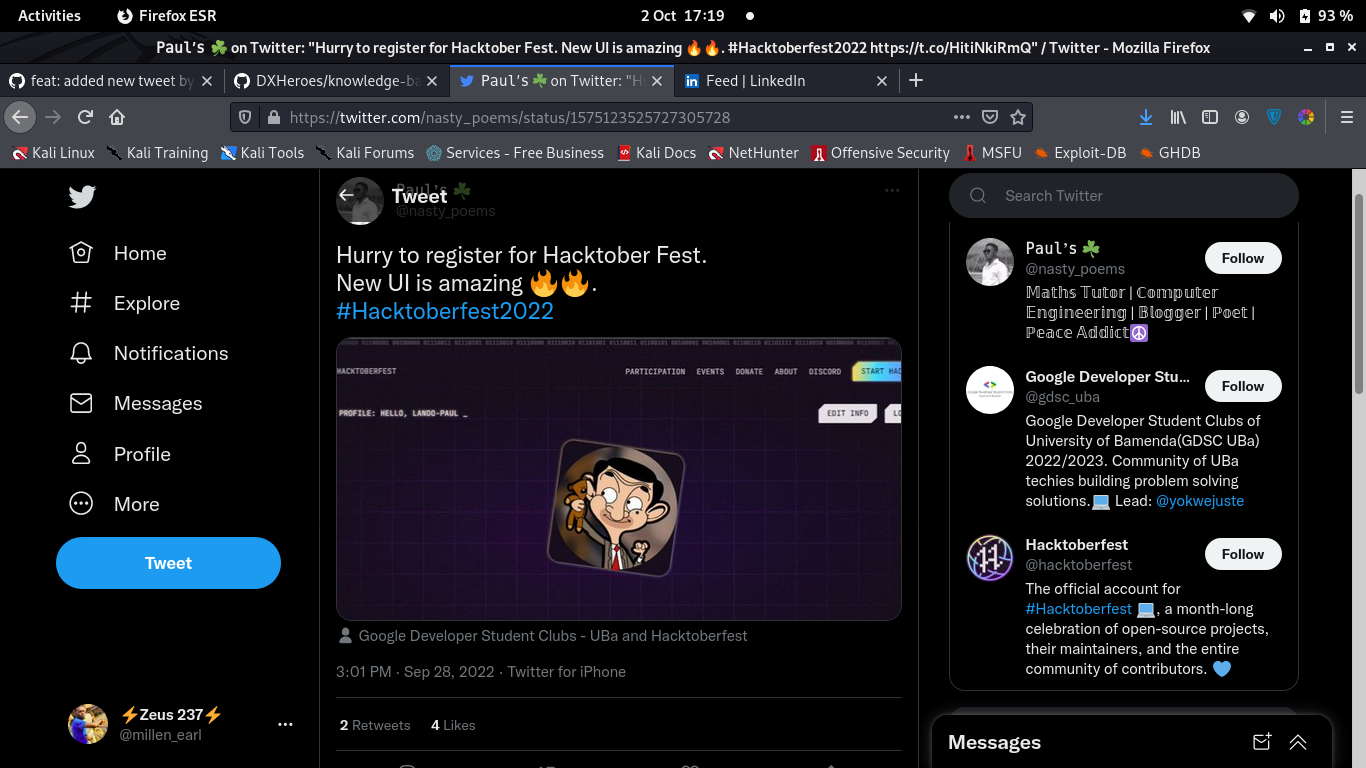 Activities
Firefox ESR
2 Oct 17:19
93 %
Paul's ☘️ on Twitter: "Hurry to register for Hacktober Fest. New UI is amazing 🔥🔥. #Hacktoberfest2022 https://t.co/HitiNkiRmQ" / Twitter - Mozilla Firefox
feat: added new tweet by
DXHeroes/knowledge-ba
Paul's ☘️ on Twitter: "H
Feed | LinkedIn
https://twitter.com/nasty_poems/status/1575123525727305728
Kali Linux
Kali Training
Kali Tools
Kali Forums
Services - Free Business
Kali Docs
NetHunter
Offensive Security
MSFU
Exploit-DB
GHDB
Home
Explore
Notifications
Messages
Profile
More
Tweet
⚡Zeus 237⚡
@millen_earl
Tweet
Paul's ☘️
@nasty_poems
Hurry to register for Hacktober Fest.
New UI is amazing 🔥🔥.
#Hacktoberfest2022
HACKTOBERFEST
PARTICIPATION EVENTS DONATE ABOUT DISCORD START HAC
PROFILE: HELLO, LANDO-PAUL _
EDIT INFO
LO
Google Developer Student Clubs - UBa and Hacktoberfest
3:01 PM · Sep 28, 2022 · Twitter for iPhone
2 Retweets 4 Likes
Search Twitter
Paul's ☘️
@nasty_poems
Follow
𝕄𝕒𝕥𝕙𝕤 𝕋𝕦𝕥𝕠𝕣 | ℂ𝕠𝕞𝕡𝕦𝕥𝕖𝕣
𝔼𝕟𝕘𝕚𝕟𝕖𝕖𝕣𝕚𝕟𝕘 | 𝔹𝕝𝕠𝕘𝕘𝕖𝕣 | ℙ𝕠𝕖𝕥 |
ℙ𝕖𝕒𝕔𝕖 𝔸𝕕𝕕𝕚𝕔𝕥☮️
Google Developer Stu...
@gdsc_uba
Follow
Google Developer Student Clubs of
University of Bamenda(GDSC UBa)
2022/2023. Community of UBa
techies building problem solving
solutions.💻 Lead: @yokwejuste
Hacktoberfest
@hacktoberfest
Follow
The official account for
#Hacktoberfest 💻, a month-long
celebration of open-source projects,
their maintainers, and the entire
community of contributors. 💙
Messages